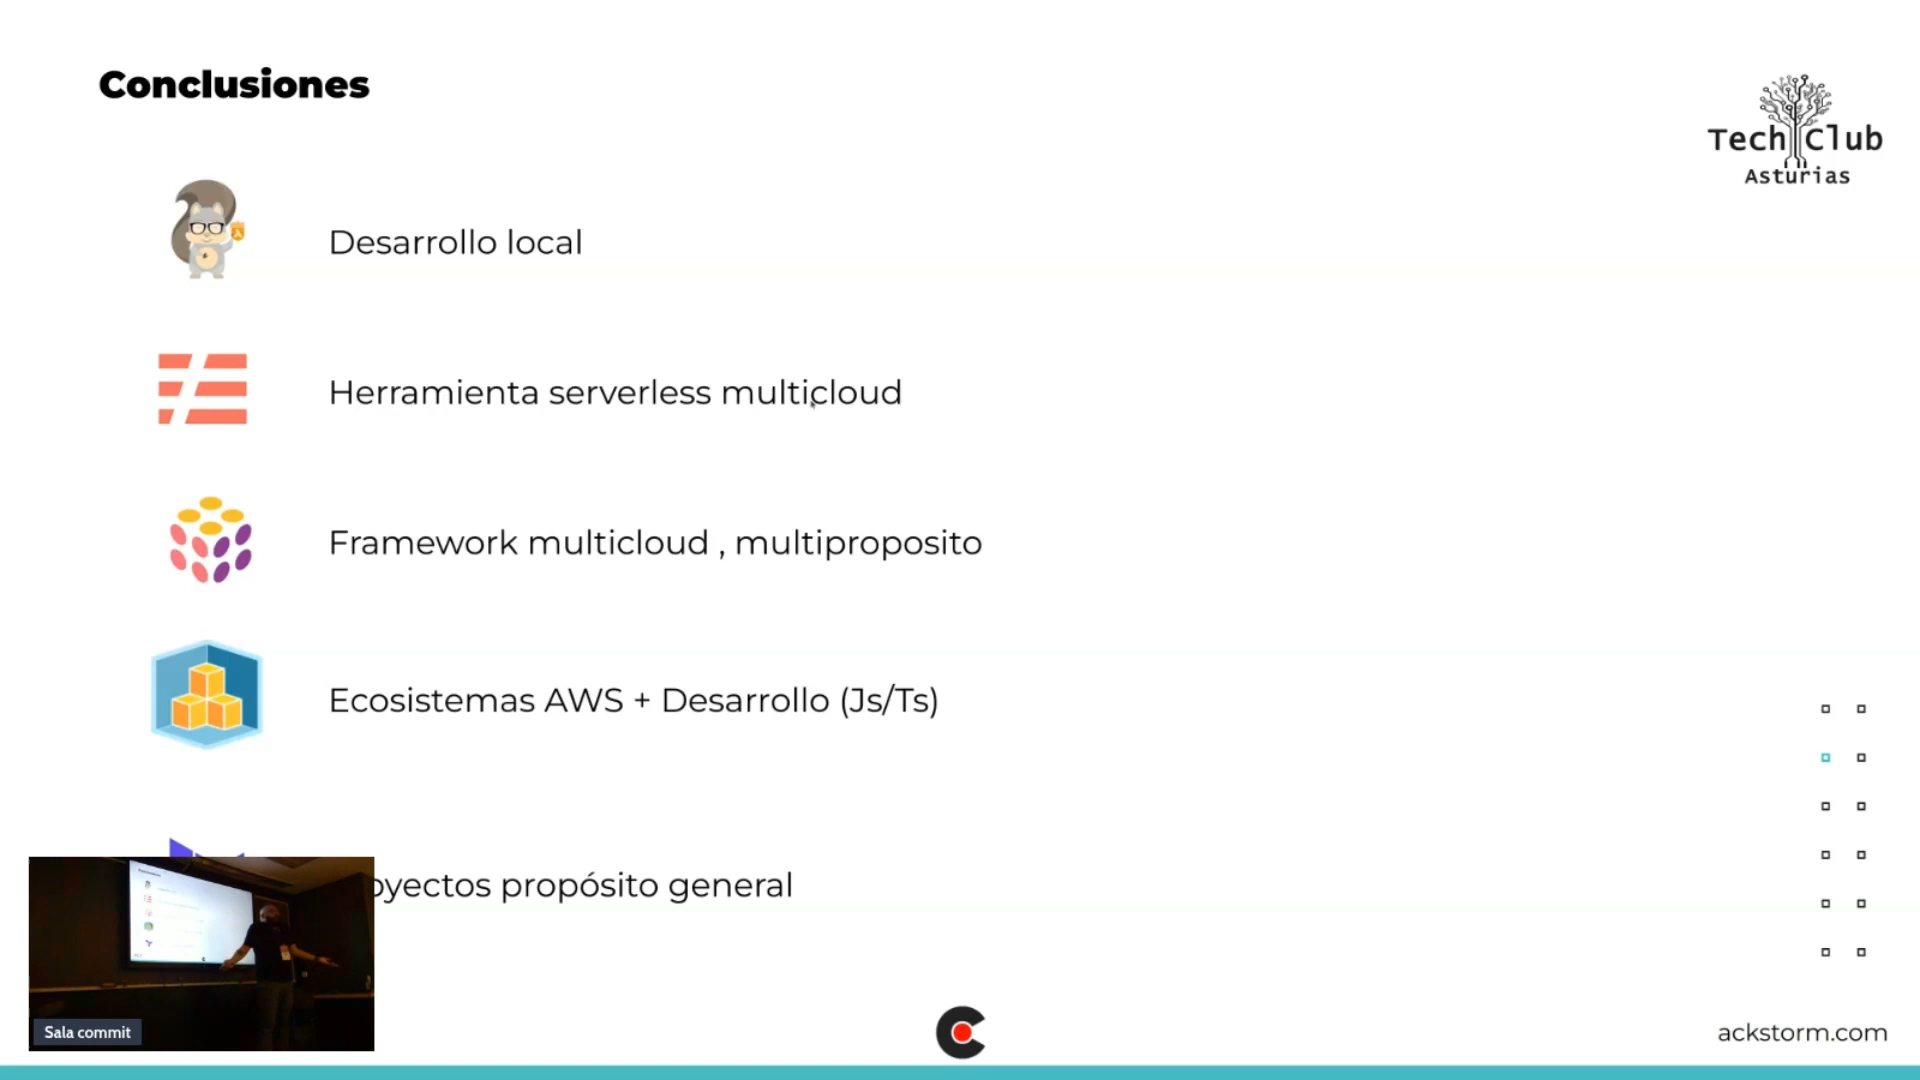 Conclusiones
Tech Club
Asturias
Desarrollo local
Herramienta serverless multicloud
Framework multicloud , multiproposito
Ecosistemas AWS + Desarrollo (Js/Ts)
oyectos propósito general
Sala commit
ackstorm.com